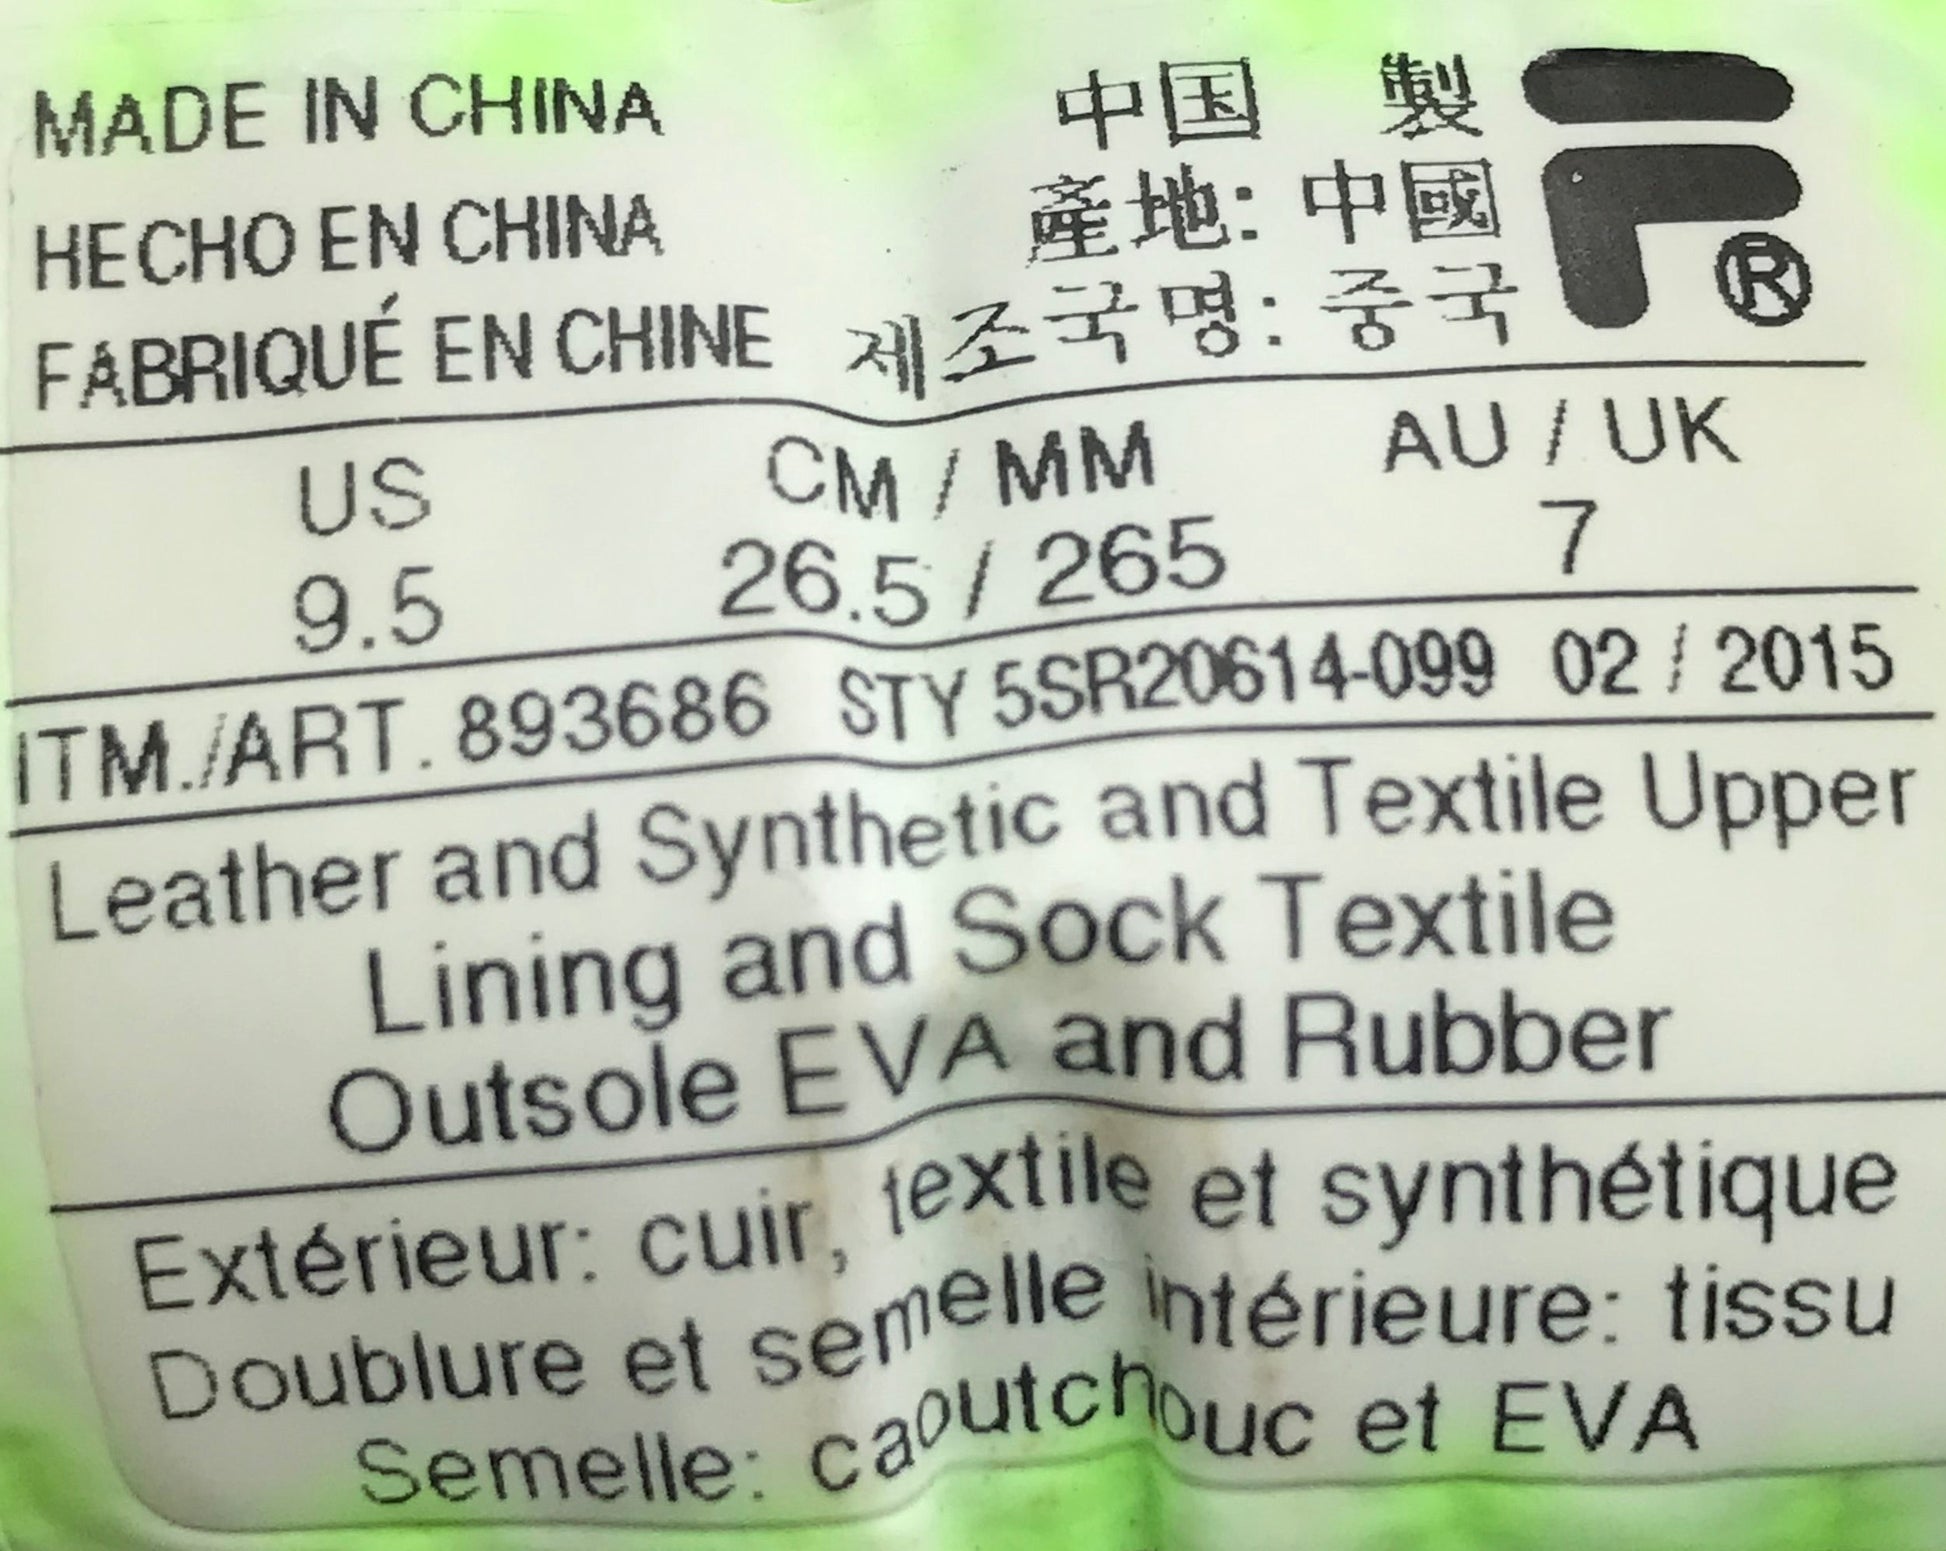 MADE IN CHINA
HECHO EN CHINA
FABRIQUÉ EN CHINE
中国 製
產地: 中國
제조국명: 중국
F®
US CM / MM AU / UK
9.5 26.5 / 265 7
ITM./ART. 893686 STY 5SR20614-099 02 / 2015
Leather and Synthetic and Textile Upper
Lining and Sock Textile
Outsole EVA and Rubber
Extérieur: cuir, textile et synthétique
Doublure et semelle intérieure: tissu
Semelle: caoutchouc et EVA